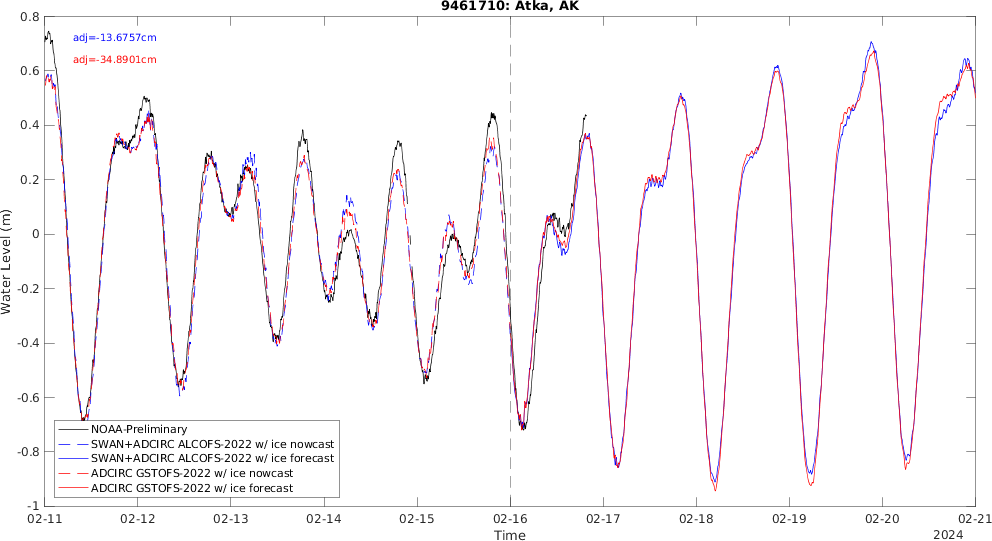 9461710: Atka, AK
adj=-13.6757cm
adj=-34.8901cm
Water Level (m)
0.8
0.6
0.4
0.2
0
-0.2
-0.4
-0.6
-0.8
-1
NOAA-Preliminary
SWAN+ADCIRC ALCOFS-2022 w/ ice nowcast
SWAN+ADCIRC ALCOFS-2022 w/ ice forecast
ADCIRC GSTOFS-2022 w/ ice nowcast
ADCIRC GSTOFS-2022 w/ ice forecast
02-11 02-12 02-13 02-14 02-15 02-16 02-17 02-18 02-19 02-20 02-21
Time
2024